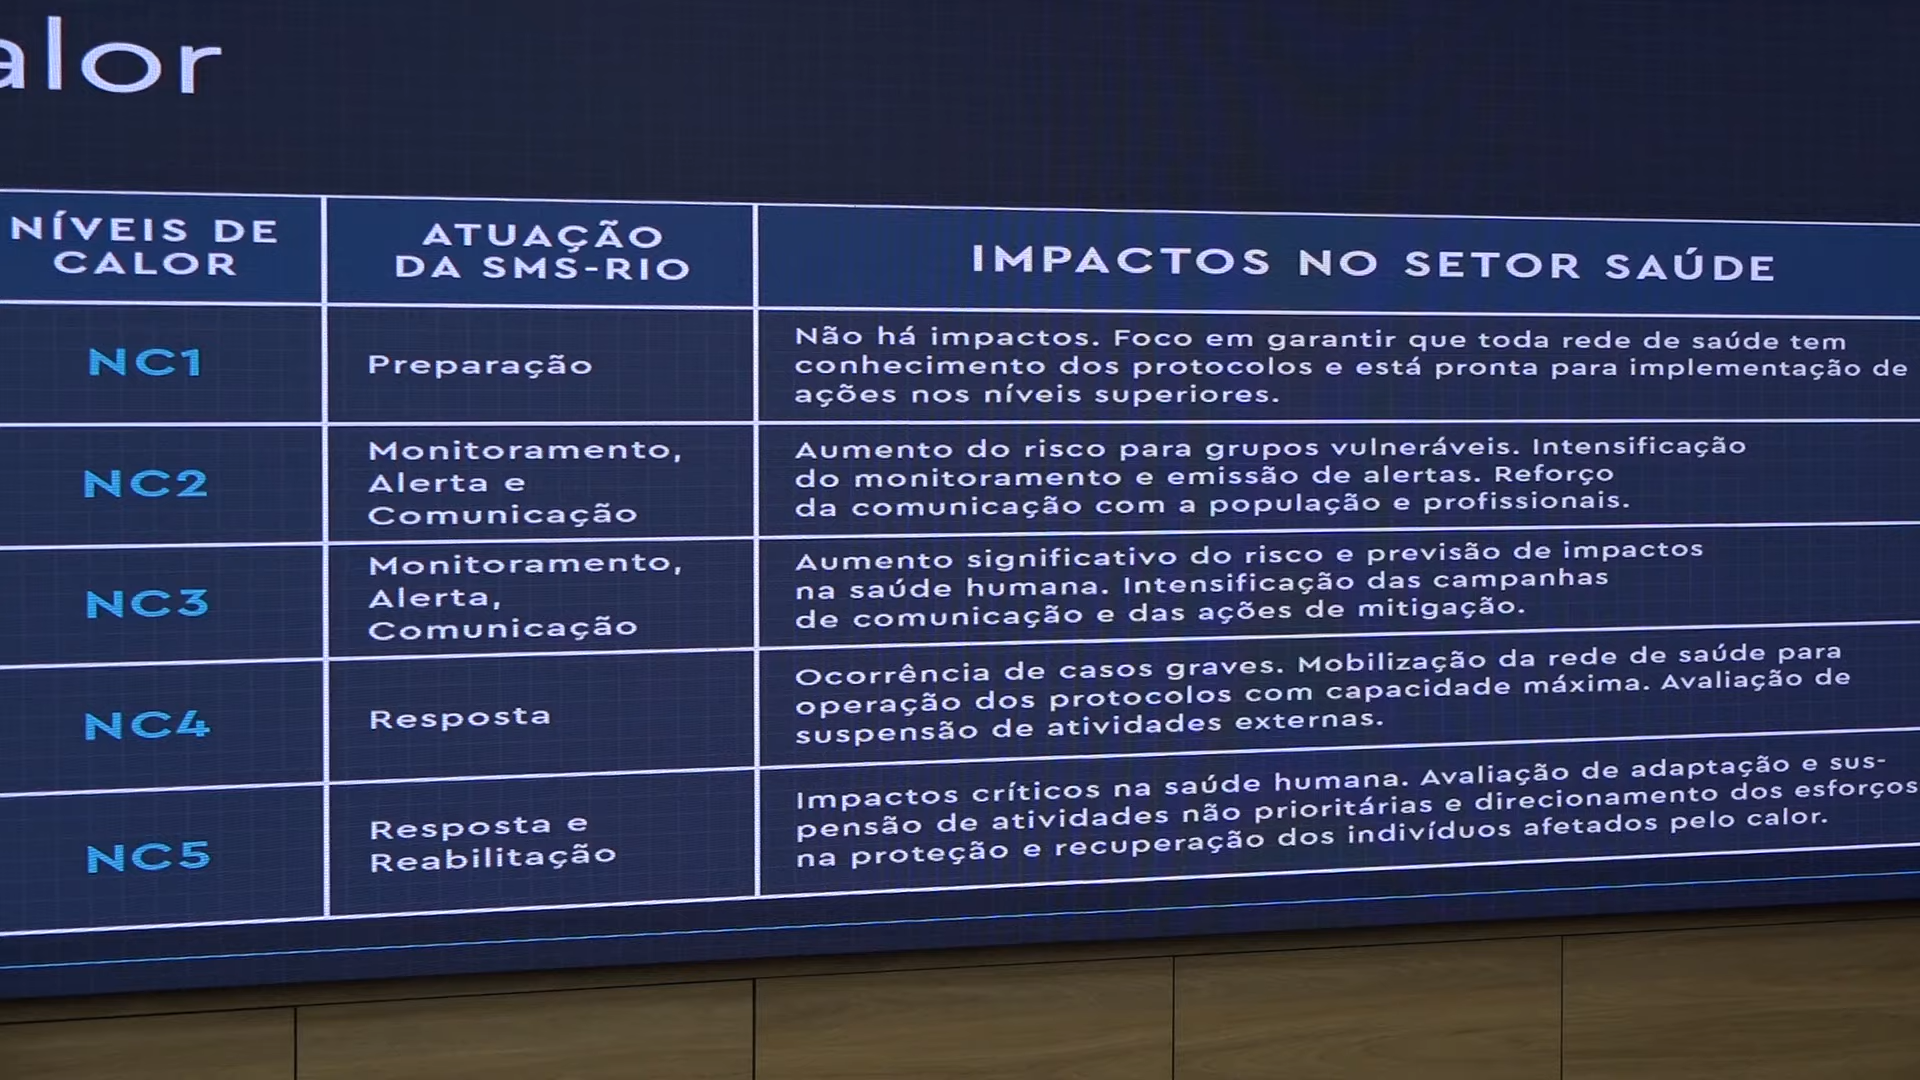 alor
NÍVEIS DE
CALOR
ATUAÇÃO
DA SMS-RIO
IMPACTOS NO SETOR SAÚDE
NC1
Preparação
Não há impactos. Foco em garantir que toda rede de saúde tem
conhecimento dos protocolos e está pronta para implementação de
ações nos níveis superiores.
NC2
Monitoramento,
Alerta e
Comunicação
Aumento do risco para grupos vulneráveis. Intensificação
do monitoramento e emissão de alertas. Reforço
da comunicação com a população e profissionais.
NC3
Monitoramento,
Alerta,
Comunicação
Aumento significativo do risco e previsão de impactos
na saúde humana. Intensificação das campanhas
de comunicação e das ações de mitigação.
NC4
Resposta
Ocorrência de casos graves. Mobilização da rede de saúde para
operação dos protocolos com capacidade máxima. Avaliação de
suspensão de atividades externas.
NC5
Resposta e
Reabilitação
Impactos críticos na saúde humana. Avaliação de adaptação e sus-
pensão de atividades não prioritárias e direcionamento dos esforços
na proteção e recuperação dos indivíduos afetados pelo calor.